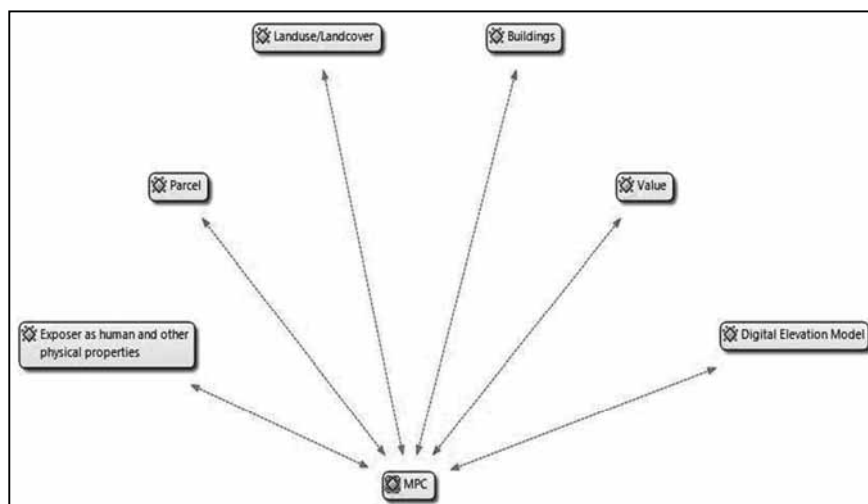 Landuse/Landcover
Buildings
Parcel
Value
Exposer as human and other
physical properties
Digital Elevation Model
MPC